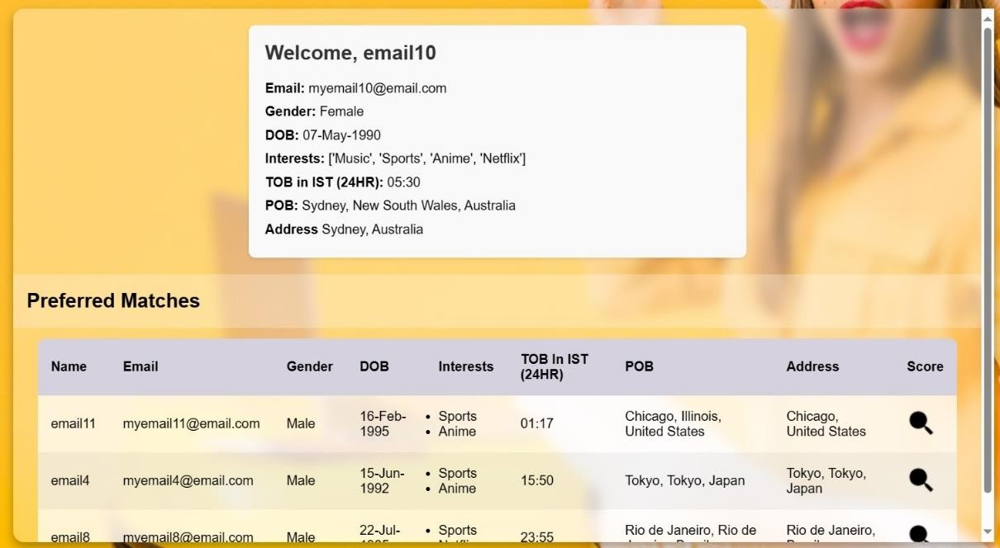 Welcome, email10
Email: myemail10@email.com
Gender: Female
DOB: 07-May-1990
Interests: ['Music', 'Sports', 'Anime', 'Netflix']
TOB in IST (24HR): 05:30
POB: Sydney, New South Wales, Australia
Address Sydney, Australia
Preferred Matches
Name Email Gender DOB Interests TOB In IST (24HR) POB Address Score
email11 myemail11@email.com Male 16-Feb-1995 • Sports • Anime 01:17 Chicago, Illinois, United States Chicago, United States
email4 myemail4@email.com Male 15-Jun-1992 • Sports • Anime 15:50 Tokyo, Tokyo, Japan Tokyo, Tokyo, Japan
email8 myemail8@email.com Male 22-Jul- • Sports 23:55 Rio de Janeiro, Rio de Rio de Janeiro,